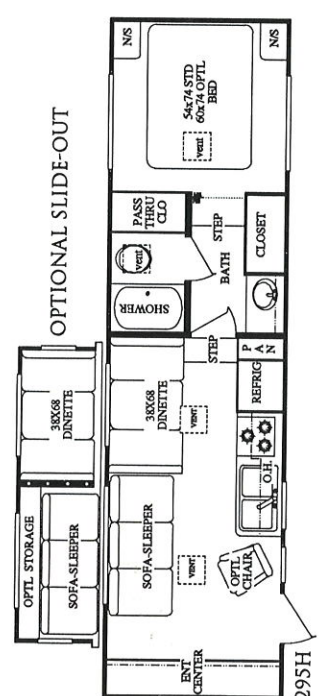 OPTIONAL SLIDE-OUT
N/S
N/S
54x74 STD
60x74 OPTL
BED
vent
PASS
THRU
CLO
STEP
CLOSET
vent
BATH
SHOWER
STEP
P
A
N
REFRIG
38X68
DINETTE
38X68
DINETTE
VENT
O.H.
OPTL STORAGE
SOFA-SLEEPER
SOFA-SLEEPER
VENT
OPTL
CHAIR
ENT
CENTER
295H